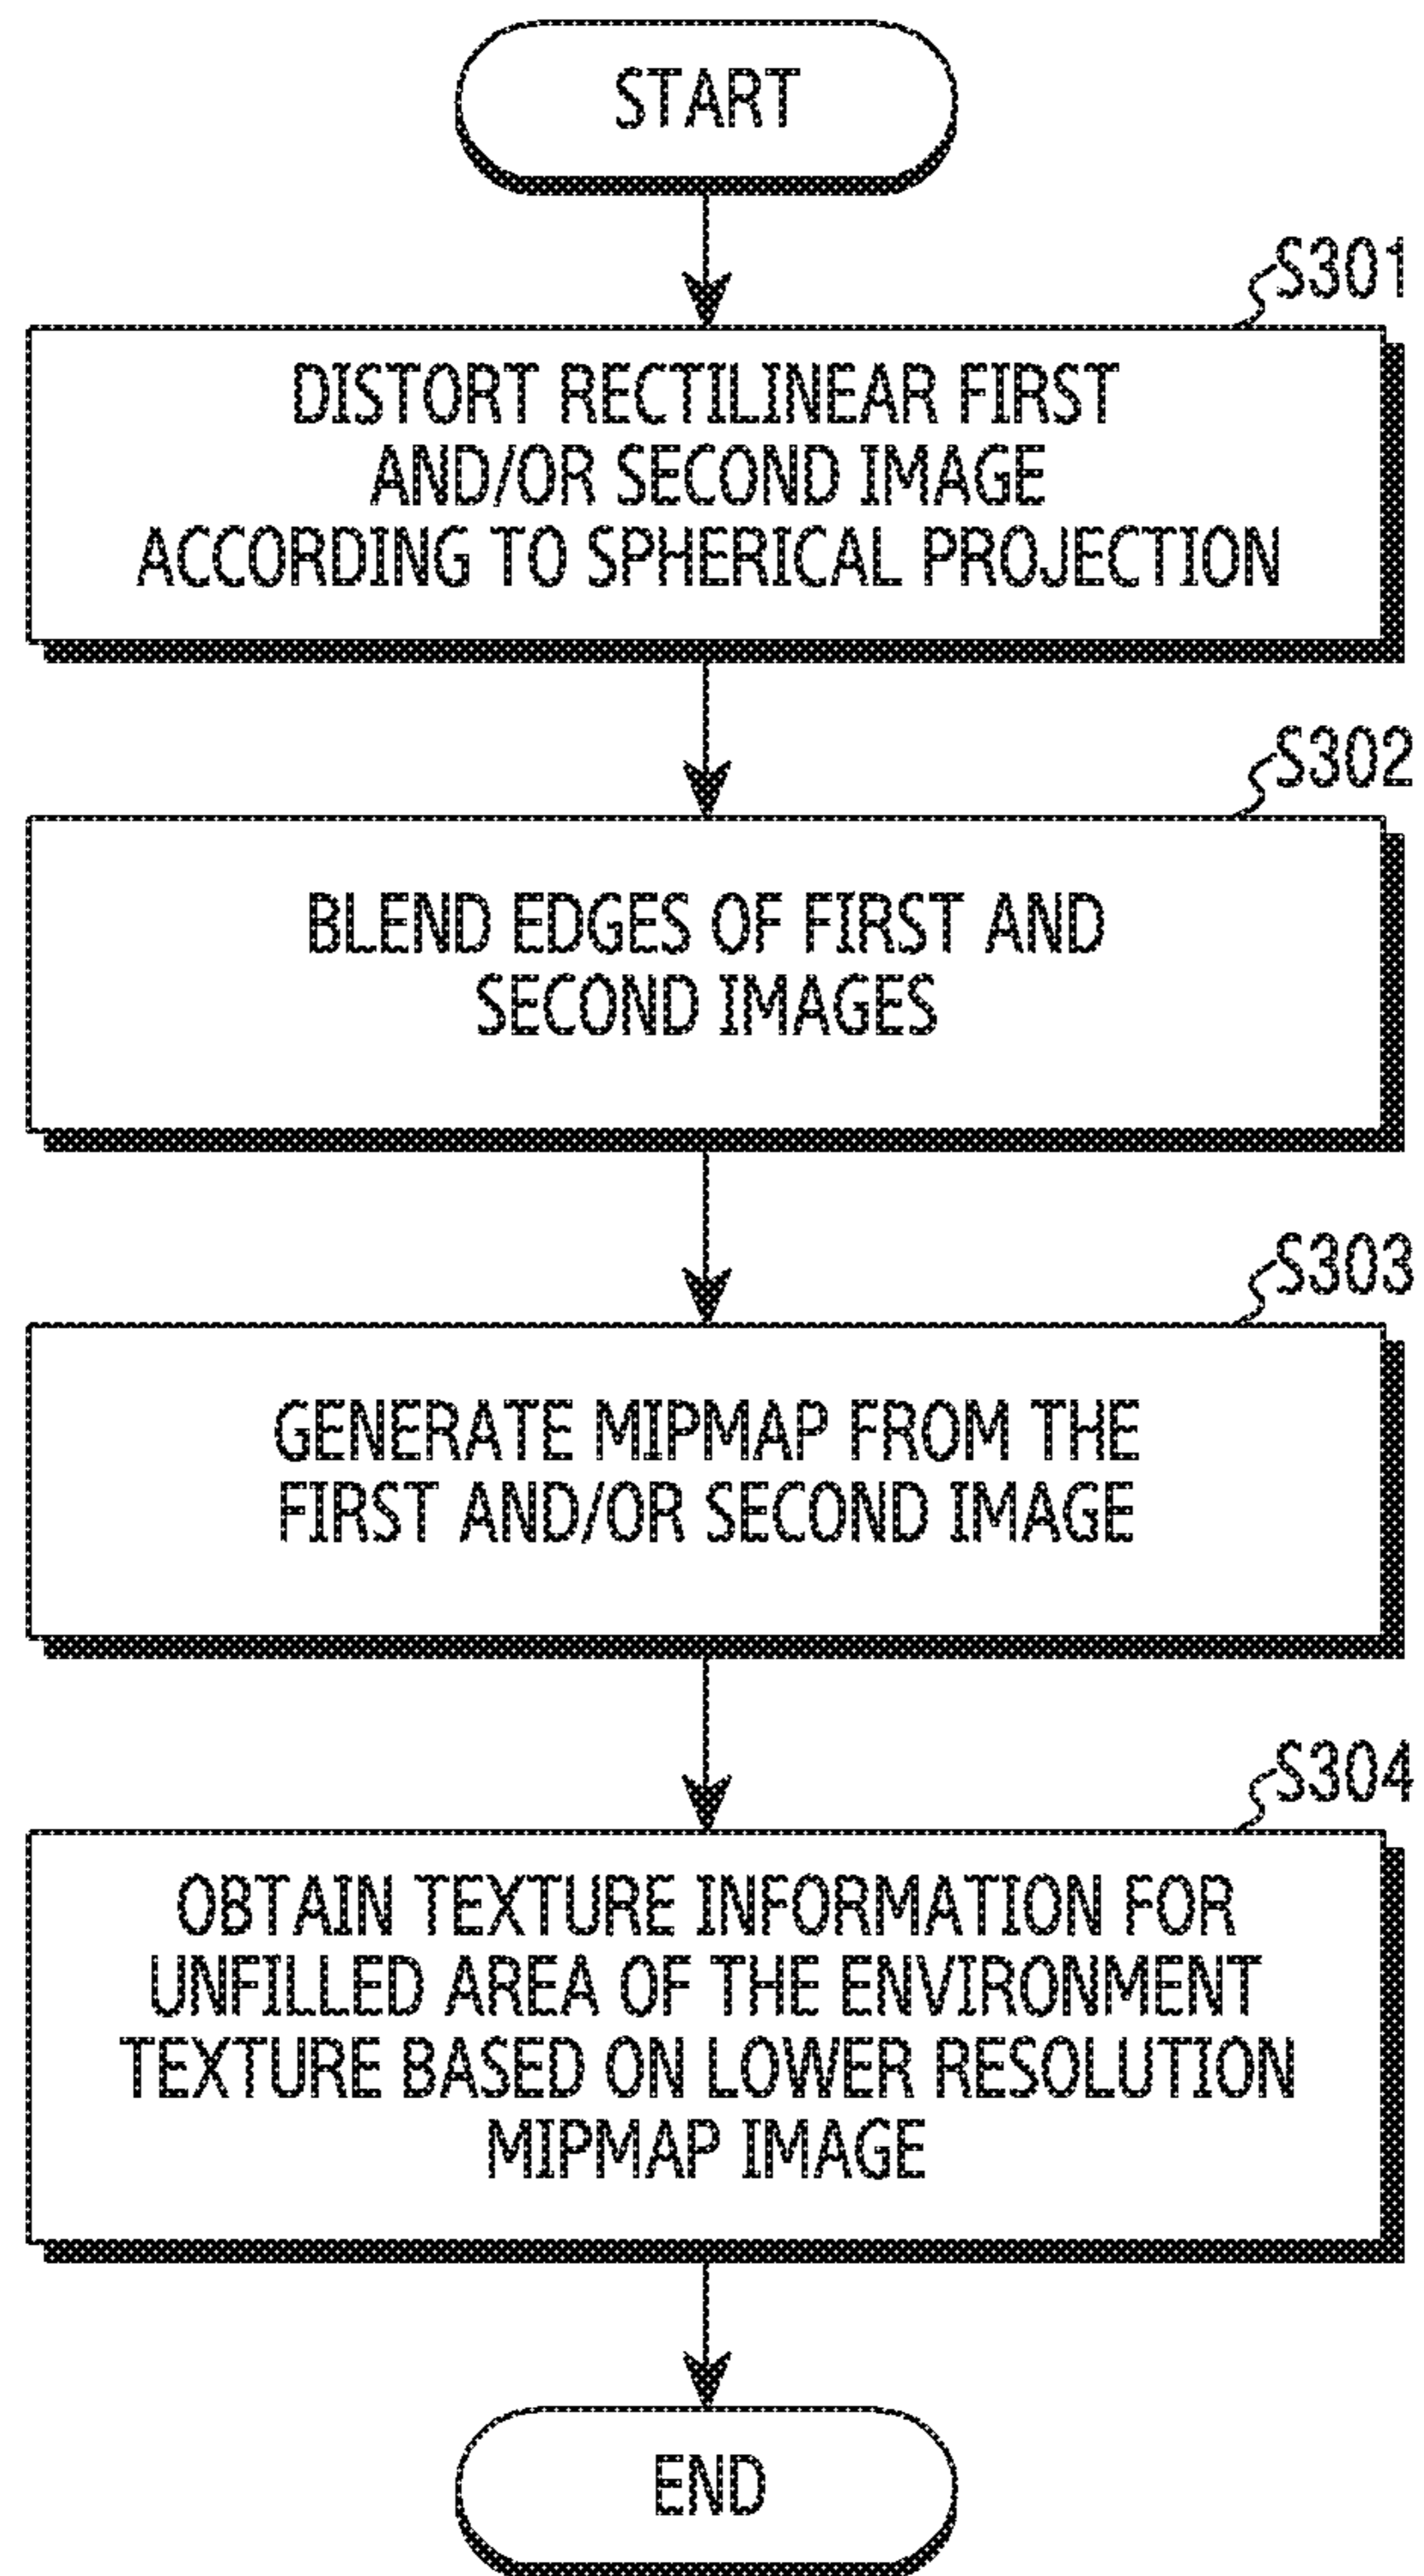 START
S301
DISTORT RECTILINEAR FIRST
AND/OR SECOND IMAGE
ACCORDING TO SPHERICAL PROJECTION
S302
BLEND EDGES OF FIRST AND
SECOND IMAGES
S303
GENERATE MIPMAP FROM THE
FIRST AND/OR SECOND IMAGE
S304
OBTAIN TEXTURE INFORMATION FOR
UNFILLED AREA OF THE ENVIRONMENT
TEXTURE BASED ON LOWER RESOLUTION
MIPMAP IMAGE
END